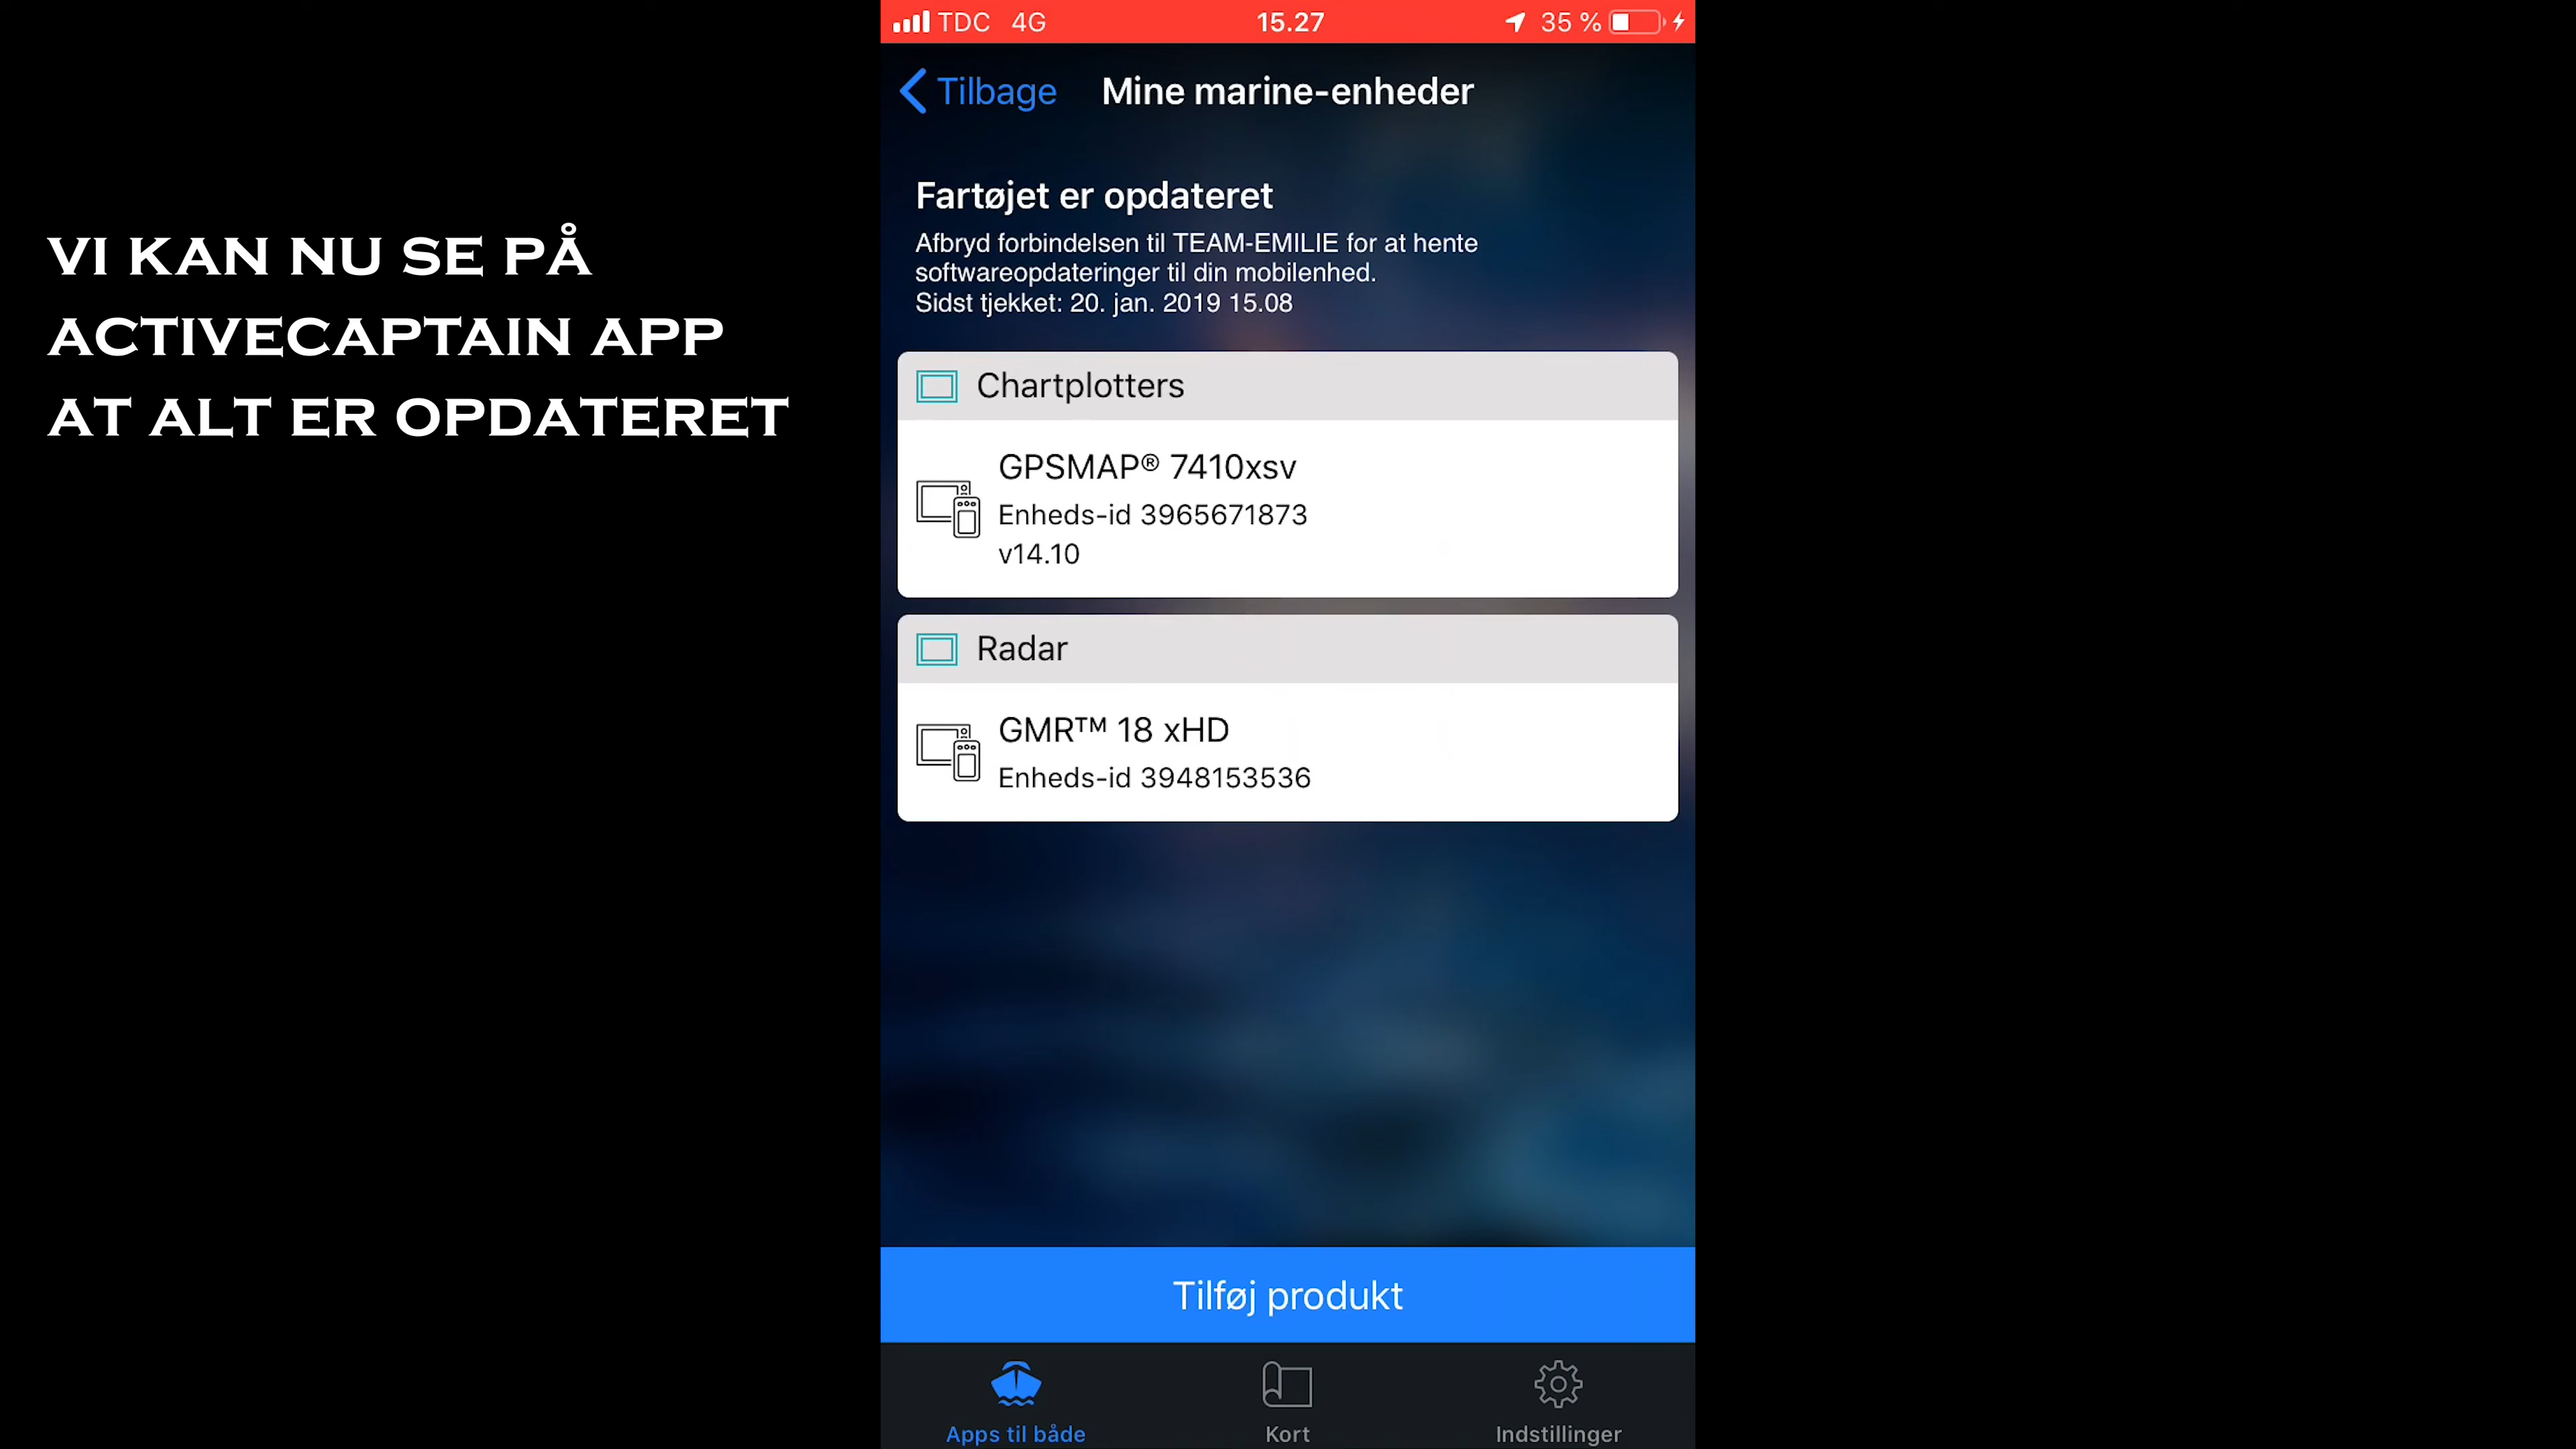 VI KAN NU SE PÅ
ACTIVECAPTAIN APP
AT ALT ER OPDATERET
TDC 4G 15.27 35 %
Tilbage Mine marine-enheder
Fartøjet er opdateret
Afbryd forbindelsen til TEAM-EMILIE for at hente
softwareopdateringer til din mobilenhed.
Sidst tjekket: 20. jan. 2019 15.08
Chartplotters
GPSMAP® 7410xsv
Enheds-id 3965671873
v14.10
Radar
GMR™ 18 xHD
Enheds-id 3948153536
Tilføj produkt
Apps til både Kort Indstillinger